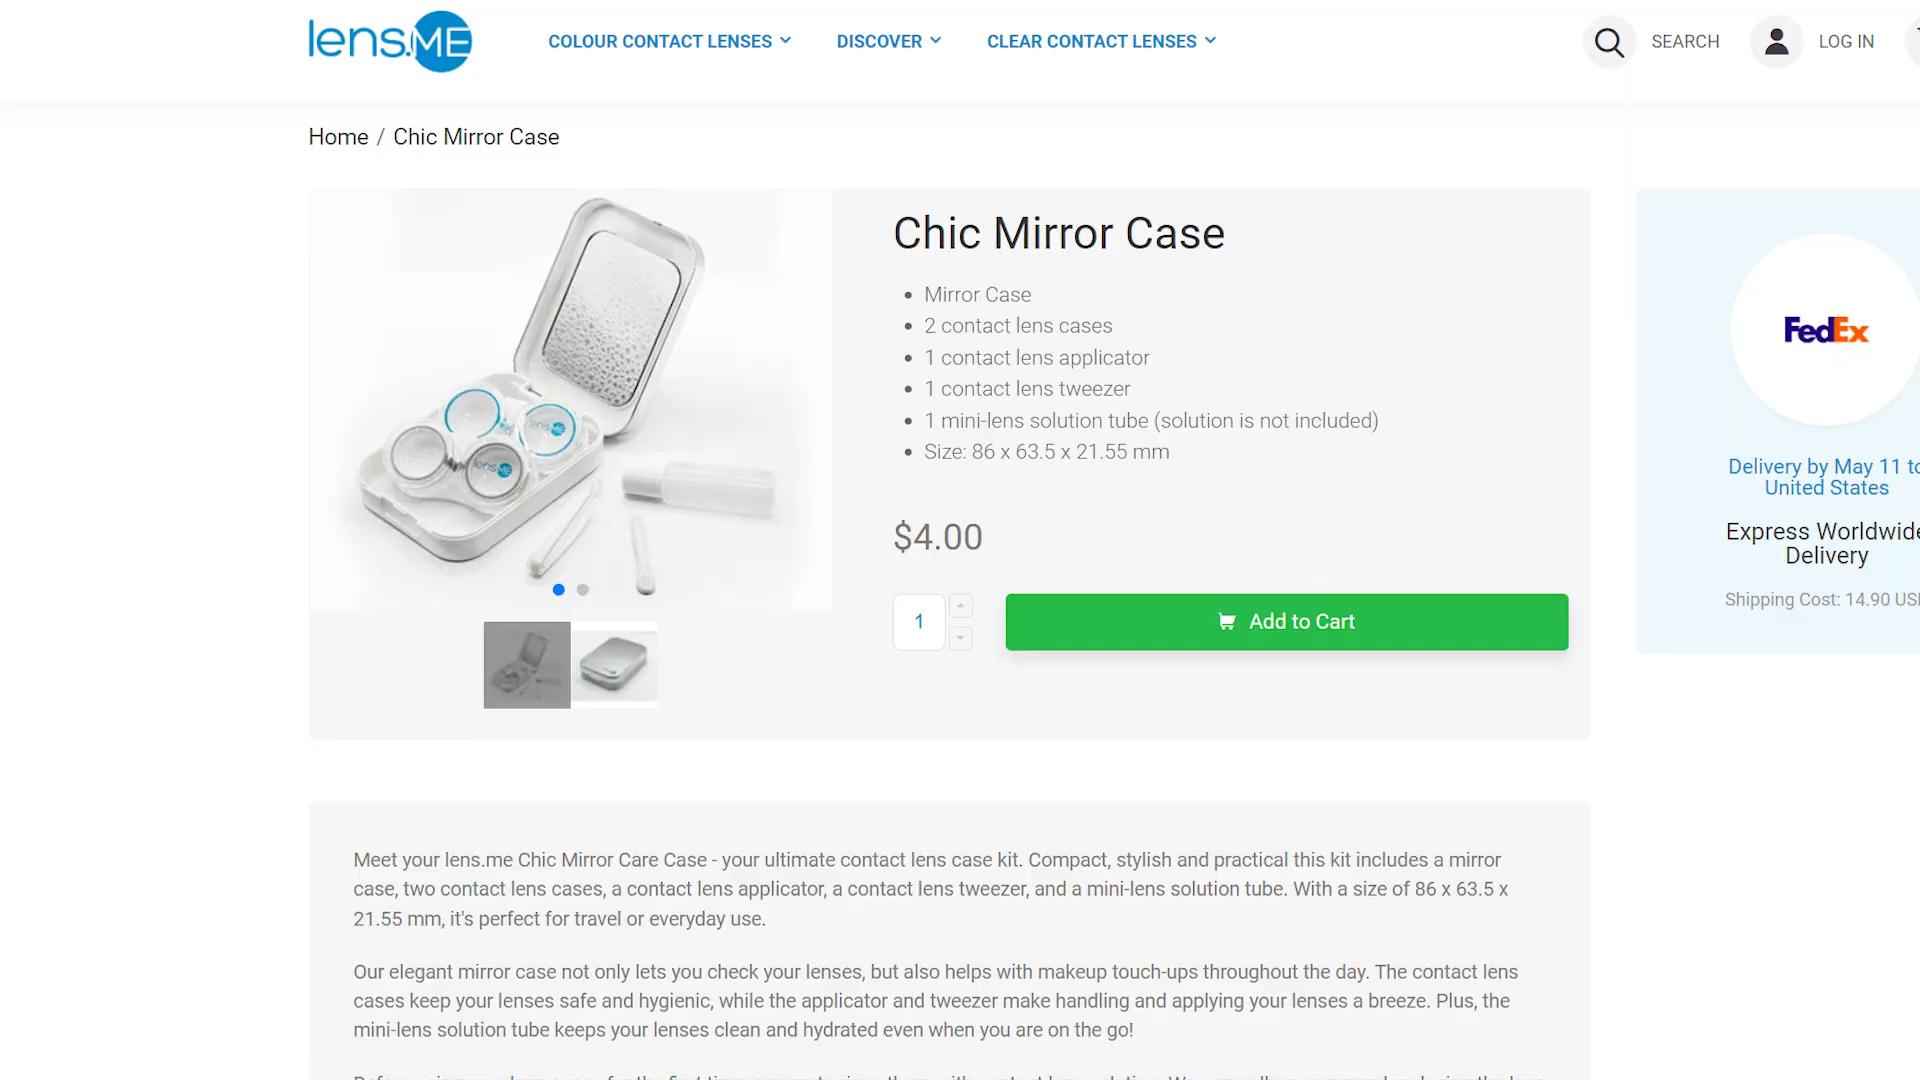 lens.ME COLOUR CONTACT LENSES DISCOVER CLEAR CONTACT LENSES SEARCH LOG IN
Home / Chic Mirror Case
Chic Mirror Case
Mirror Case
2 contact lens cases
1 contact lens applicator
1 contact lens tweezer
1 mini-lens solution tube (solution is not included)
Size: 86 x 63.5 x 21.55 mm
$4.00
1
Add to Cart
lensME
lensME
FedEx
Delivery by May 11 to
United States
Express Worldwide
Delivery
Shipping Cost: 14.90 USD
Meet your lens.me Chic Mirror Care Case - your ultimate contact lens case kit. Compact, stylish and practical this kit includes a mirror
case, two contact lens cases, a contact lens applicator, a contact lens tweezer, and a mini-lens solution tube. With a size of 86 x 63.5 x
21.55 mm, it's perfect for travel or everyday use.
Our elegant mirror case not only lets you check your lenses, but also helps with makeup touch-ups throughout the day. The contact lens
cases keep your lenses safe and hygienic, while the applicator and tweezer make handling and applying your lenses a breeze. Plus, the
mini-lens solution tube keeps your lenses clean and hydrated even when you are on the go!